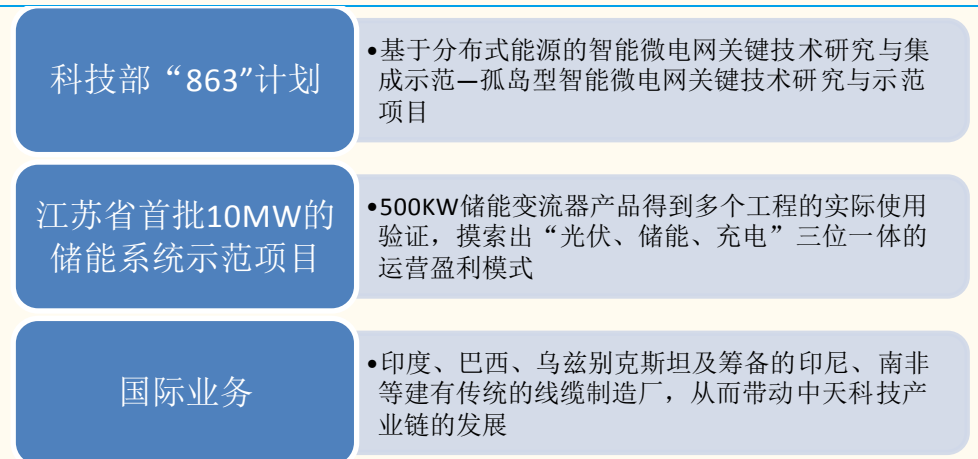 科技部“863”计划
•基于分布式能源的智能微电网关键技术研究与集
成示范—孤岛型智能微电网关键技术研究与示范
项目
江苏省首批10MW的
储能系统示范项目
•500KW储能变流器产品得到多个工程的实际使用
验证，摸索出“光伏、储能、充电”三位一体的
运营盈利模式
国际业务
•印度、巴西、乌兹别克斯坦及筹备的印尼、南非
等建有传统的线缆制造厂，从而带动中天科技产
业链的发展